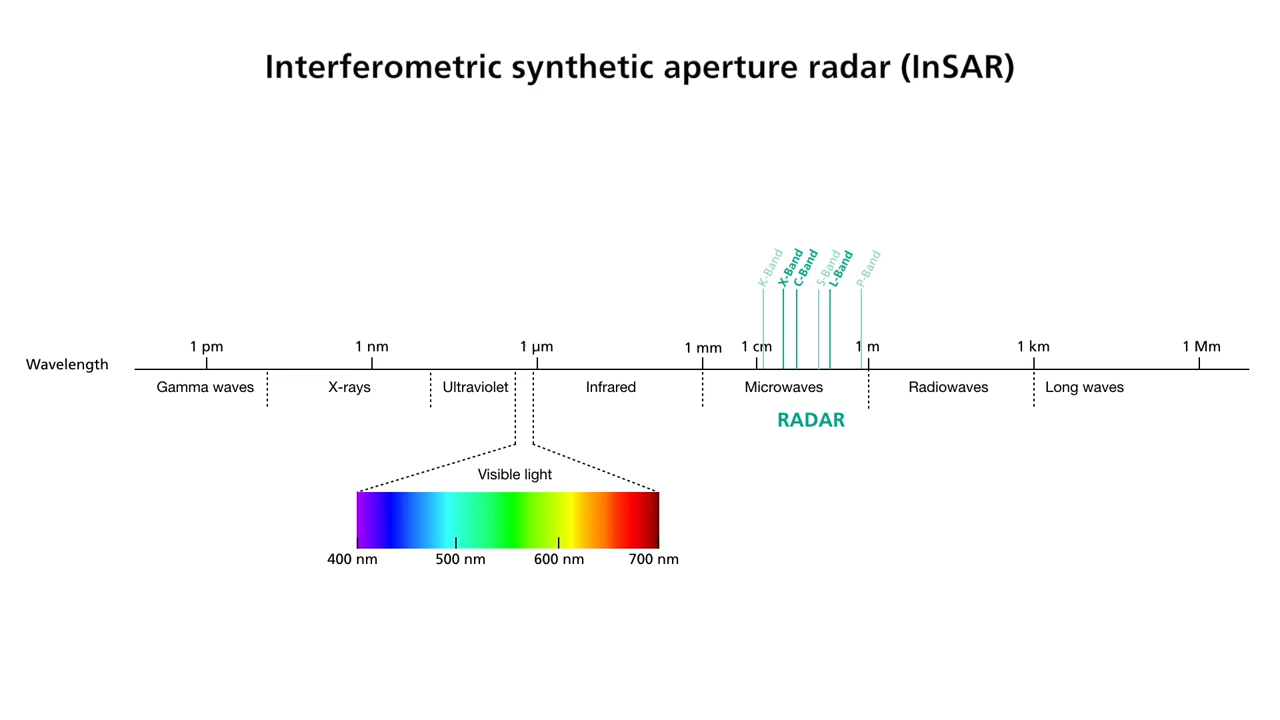 Interferometric synthetic aperture radar (InSAR)
K-Band X-Band C-Band S-Band L-Band P-Band
1 pm 1 nm 1 µm 1 mm 1 cm 1 m 1 km 1 Mm
Wavelength
Gamma waves X-rays Ultraviolet Infrared Microwaves Radiowaves Long waves
RADAR
Visible light
400 nm 500 nm 600 nm 700 nm